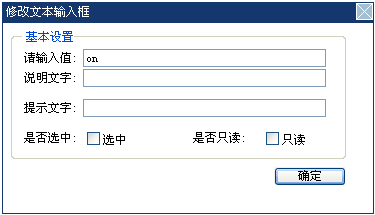 修改文本输入框
基本设置
请输入值: on
说明文字:
提示文字:
是否选中: 选中 是否只读: 只读
确定